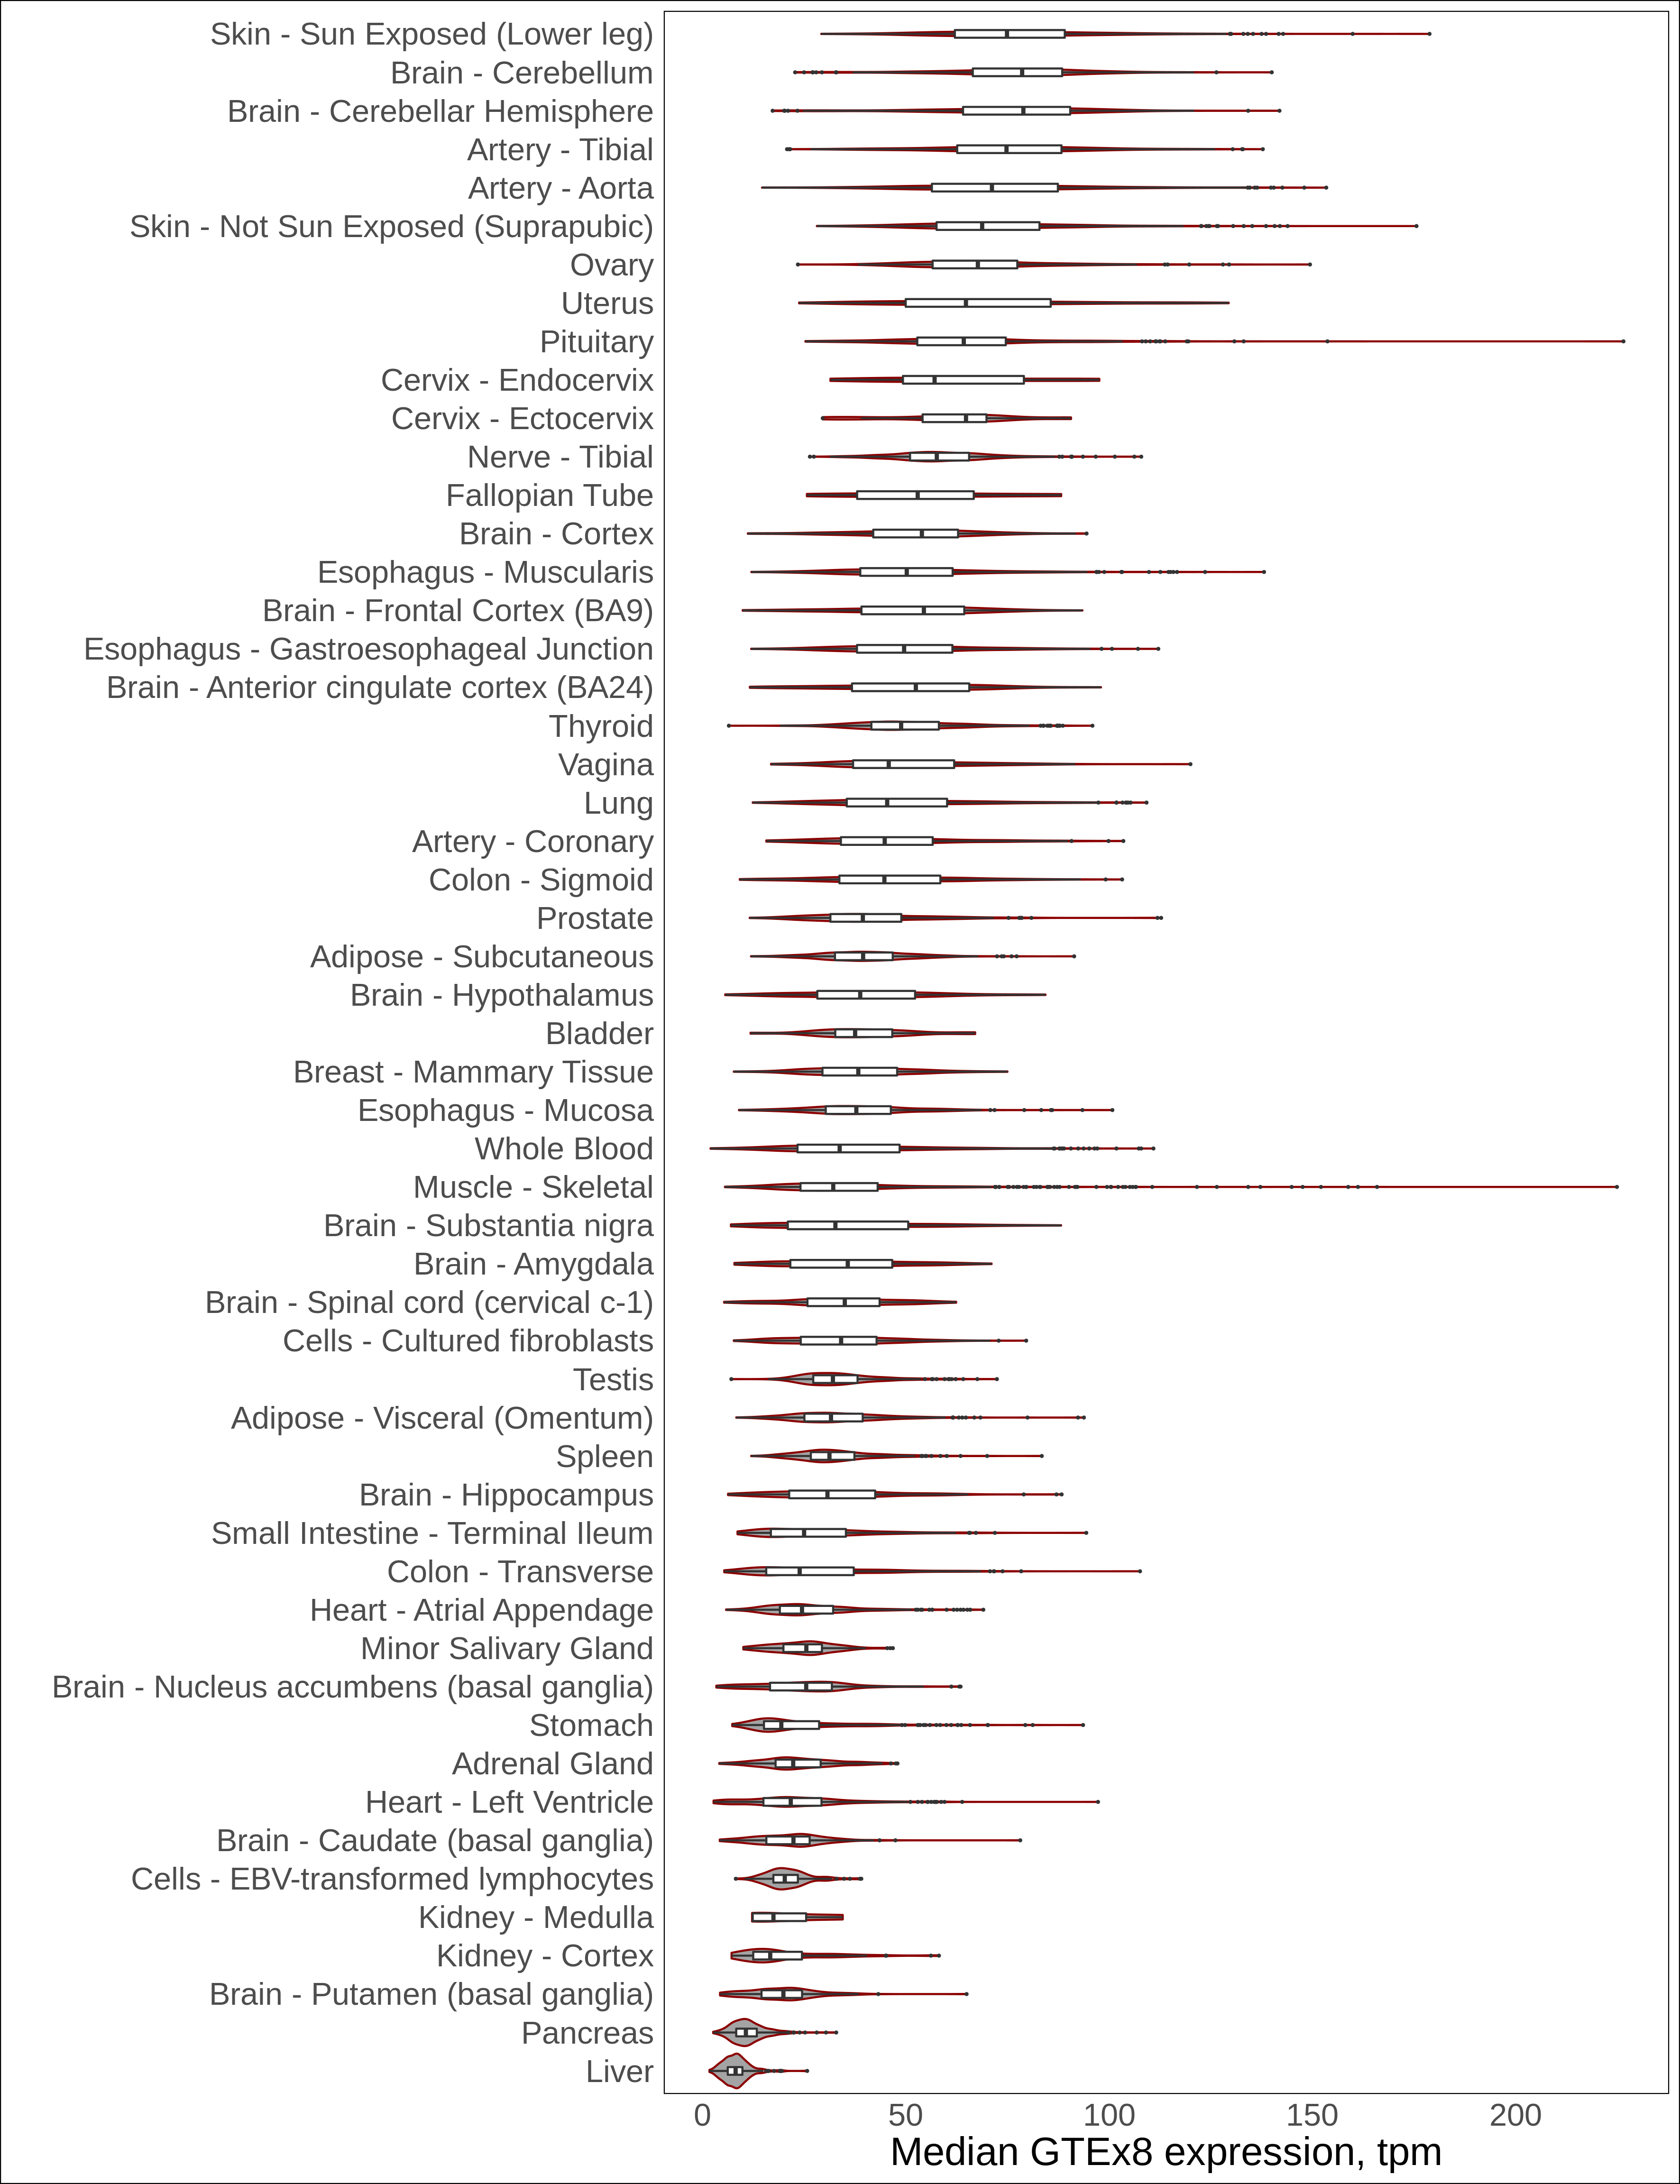 Skin - Sun Exposed (Lower leg)
Brain - Cerebellum
Brain - Cerebellar Hemisphere
Artery - Tibial
Artery - Aorta
Skin - Not Sun Exposed (Suprapubic)
Ovary
Uterus
Pituitary
Cervix - Endocervix
Cervix - Ectocervix
Nerve - Tibial
Fallopian Tube
Brain - Cortex
Esophagus - Muscularis
Brain - Frontal Cortex (BA9)
Esophagus - Gastroesophageal Junction
Brain - Anterior cingulate cortex (BA24)
Thyroid
Vagina
Lung
Artery - Coronary
Colon - Sigmoid
Prostate
Adipose - Subcutaneous
Brain - Hypothalamus
Bladder
Breast - Mammary Tissue
Esophagus - Mucosa
Whole Blood
Muscle - Skeletal
Brain - Substantia nigra
Brain - Amygdala
Brain - Spinal cord (cervical c-1)
Cells - Cultured fibroblasts
Testis
Adipose - Visceral (Omentum)
Spleen
Brain - Hippocampus
Small Intestine - Terminal Ileum
Colon - Transverse
Heart - Atrial Appendage
Minor Salivary Gland
Brain - Nucleus accumbens (basal ganglia)
Stomach
Adrenal Gland
Heart - Left Ventricle
Brain - Caudate (basal ganglia)
Cells - EBV-transformed lymphocytes
Kidney - Medulla
Kidney - Cortex
Brain - Putamen (basal ganglia)
Pancreas
Liver
0 50 100 150 200
Median GTEx8 expression, tpm